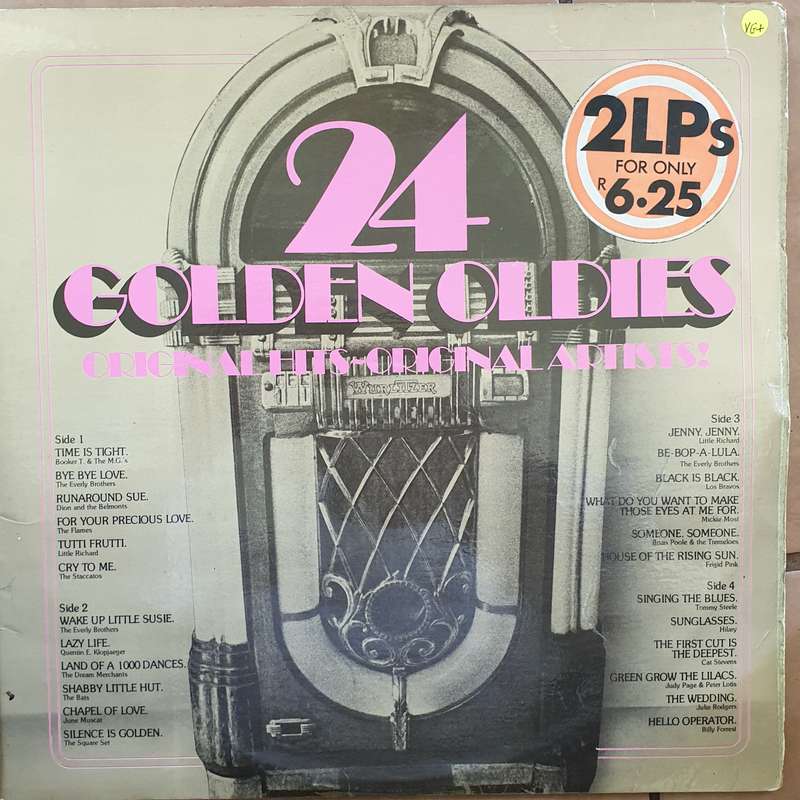 VG+
2LPs
FOR ONLY
R6.25
24
GOLDEN OLDIES
ORIGINAL HITS-ORIGINAL ARTISTS!
WURLITZER
Side 1
TIME IS TIGHT.
Booker T. & The M.G.'s
BYE BYE LOVE.
The Everly Brothers
RUNAROUND SUE.
Dion and the Belmonts
FOR YOUR PRECIOUS LOVE.
The Flames
TUTTI FRUTTI.
Little Richard
CRY TO ME.
The Staccatos
Side 2
WAKE UP LITTLE SUSIE.
The Everly Brothers
LAZY LIFE.
Quentin E. Klopjaeger
LAND OF A 1000 DANCES.
The Dream Merchants
SHABBY LITTLE HUT.
The Bats
CHAPEL OF LOVE.
June Muscat
SILENCE IS GOLDEN.
The Square Set
Side 3
JENNY, JENNY.
Little Richard
BE-BOP-A-LULA.
The Everly Brothers
BLACK IS BLACK.
Los Bravos
WHAT DO YOU WANT TO MAKE
THOSE EYES AT ME FOR.
Mickie Most
SOMEONE, SOMEONE.
Brian Poole & the Tremeloes
HOUSE OF THE RISING SUN.
Frigid Pink
Side 4
SINGING THE BLUES.
Tommy Steele
SUNGLASSES.
Hilary
THE FIRST CUT IS
THE DEEPEST.
Cat Stevens
GREEN GROW THE LILACS.
Judy Page & Peter Lotis
THE WEDDING.
Julie Rodgers
HELLO OPERATOR.
Billy Forrest